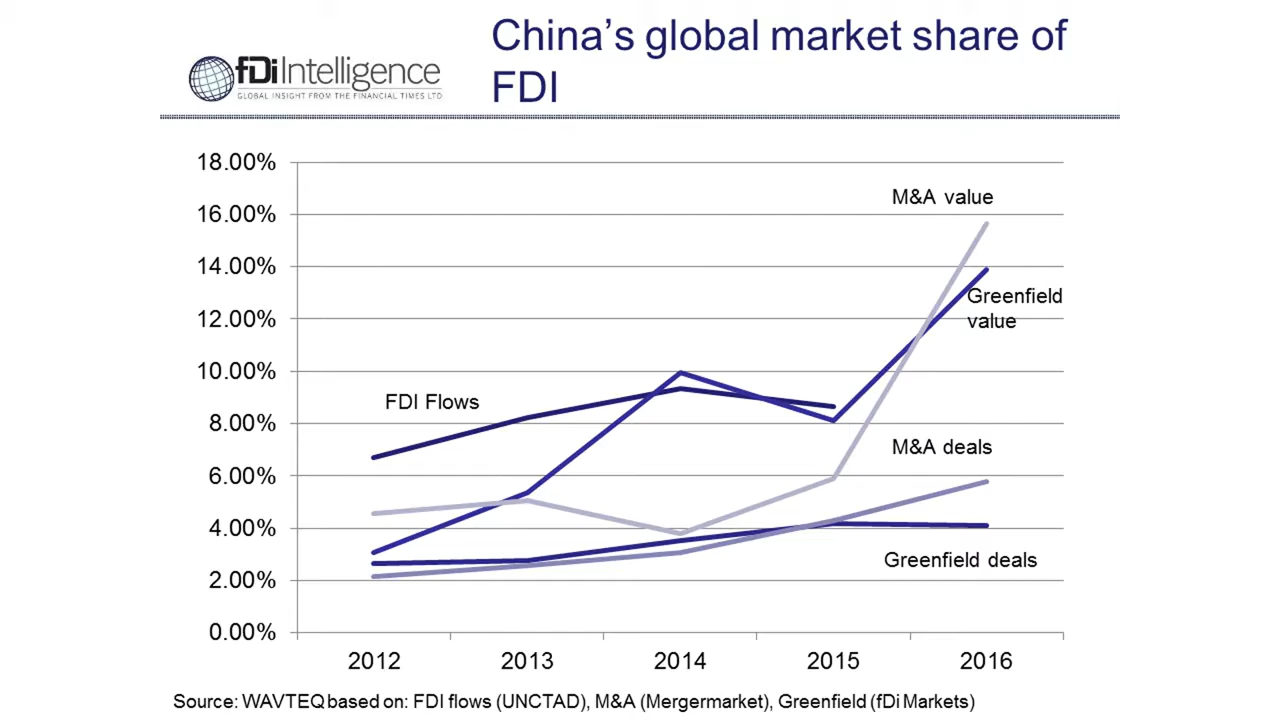 China's global market share of
FDI
fDi Intelligence
GLOBAL INSIGHT FROM THE FINANCIAL TIMES LTD
18.00%
16.00%
14.00%
12.00%
10.00%
8.00%
6.00%
4.00%
2.00%
0.00%
M&A value
Greenfield
value
FDI Flows
M&A deals
Greenfield deals
2012 2013 2014 2015 2016
Source: WAVTEQ based on: FDI flows (UNCTAD), M&A (Mergermarket), Greenfield (fDi Markets)